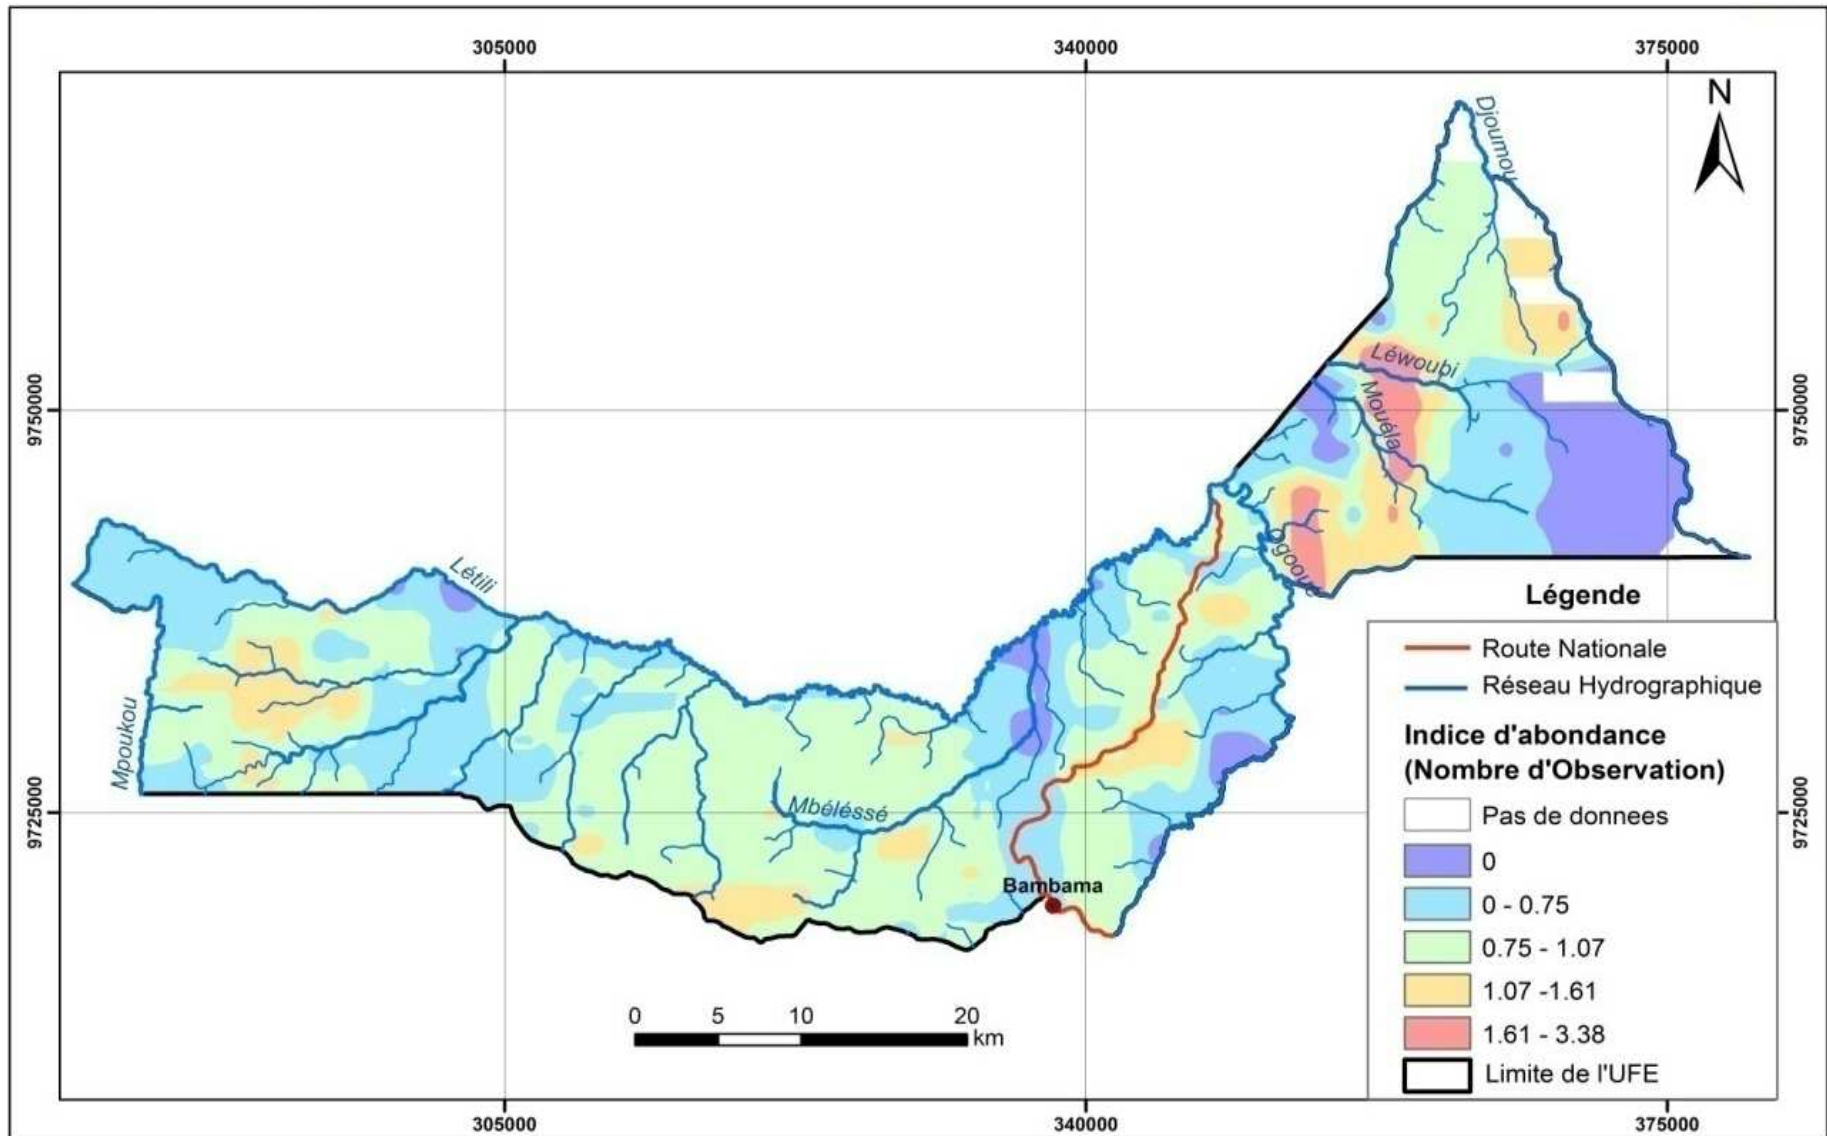 305000
340000
375000
N
Djoumou
Léwoubi
Mouéla
9750000
9750000
Ogooué
Létili
Légende
Route Nationale
Réseau Hydrographique
Mpoukou
Indice d'abondance
(Nombre d'Observation)
Mbéléssé
9725000
9725000
Pas de donnees
0
Bambama
0 - 0.75
0.75 - 1.07
1.07 -1.61
0 5 10 20
km
1.61 - 3.38
Limite de l'UFE
305000
340000
375000